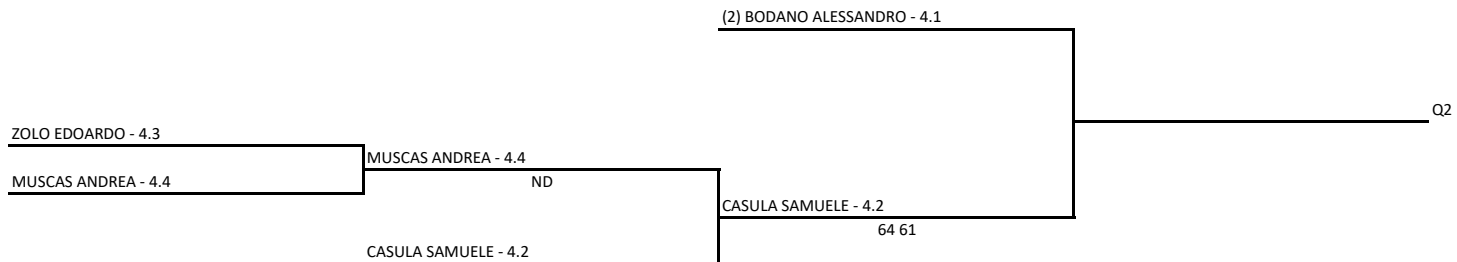 (2) BODANO ALESSANDRO - 4.1
Q2
ZOLO EDOARDO - 4.3
MUSCAS ANDREA - 4.4
MUSCAS ANDREA - 4.4
ND
CASULA SAMUELE - 4.2
64 61
CASULA SAMUELE - 4.2